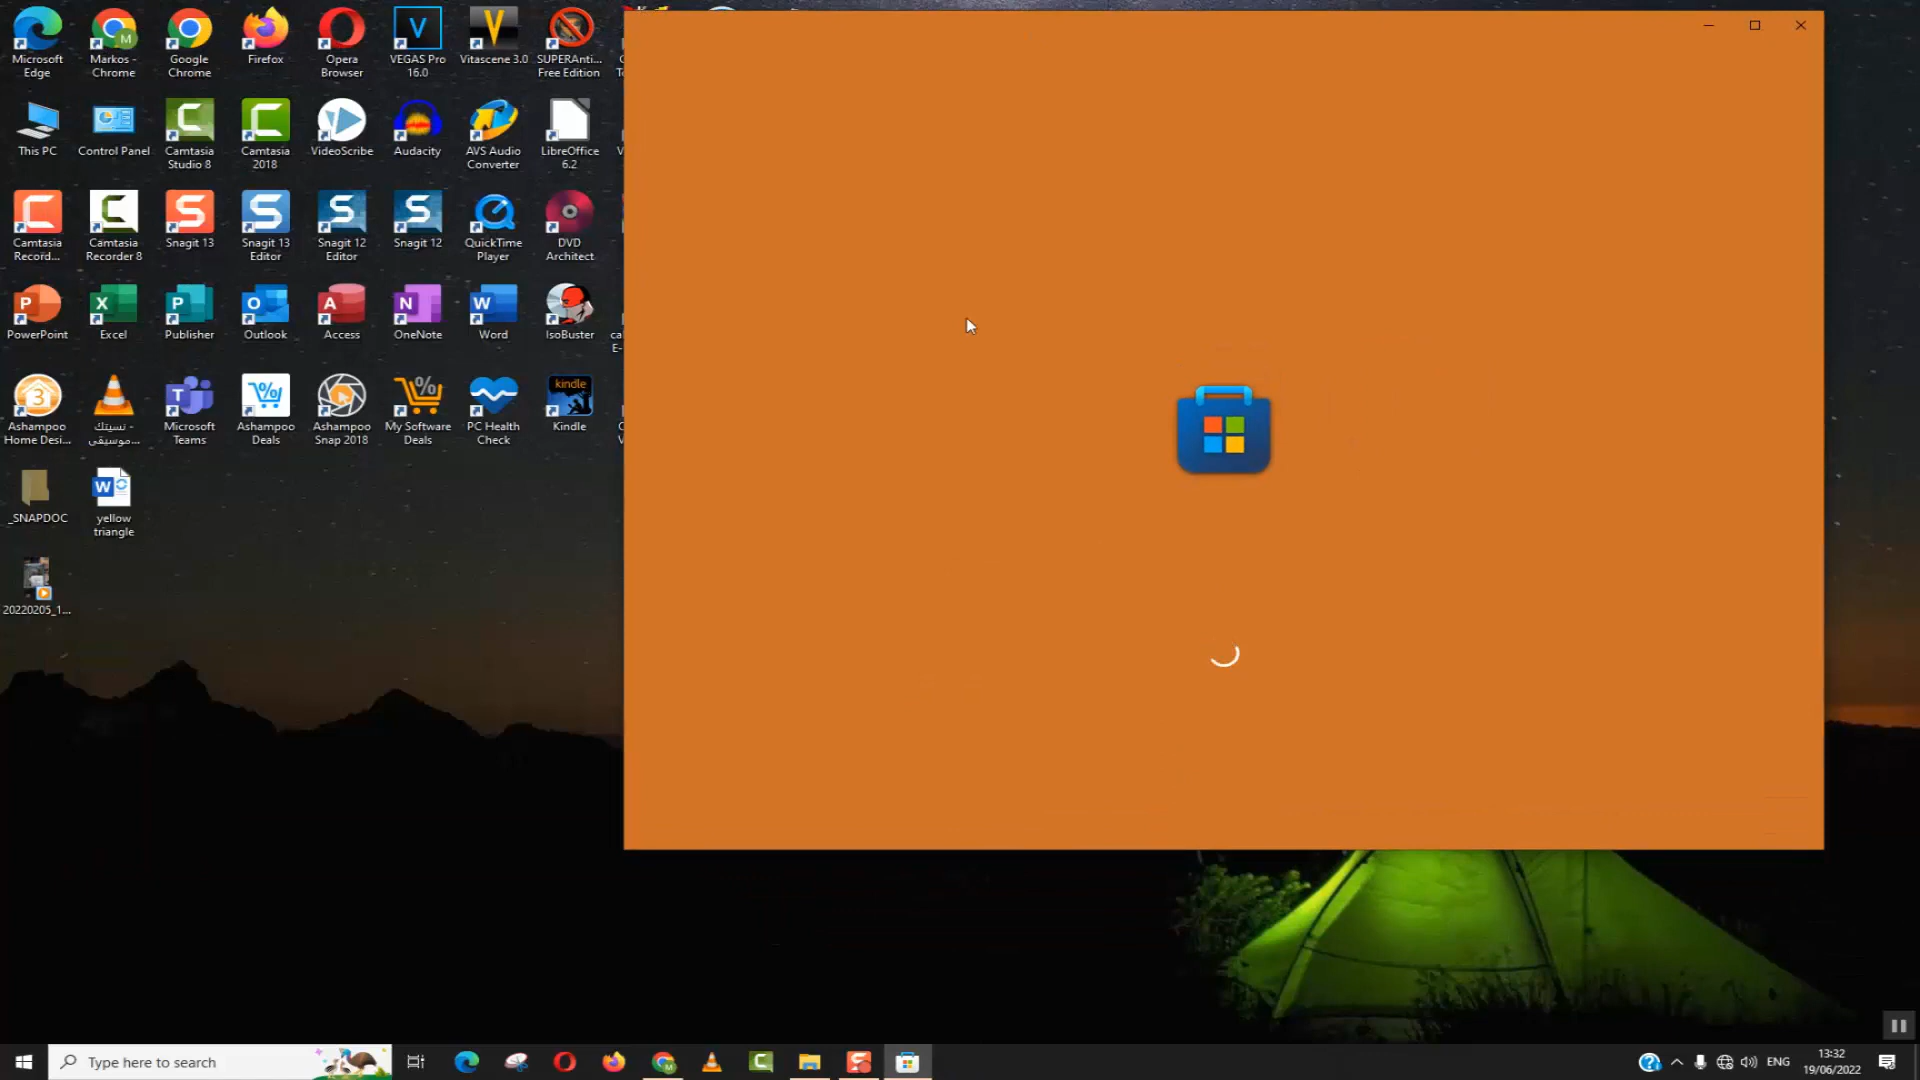 Microsoft
Edge
Markos -
Chrome
Google
Chrome
Firefox
Opera
Browser
VEGAS Pro
16.0
Vitascene 3.0
SUPERAnti...
Free Edition
This PC
Control Panel
Camtasia
Studio 8
Camtasia
2018
VideoScribe
Audacity
AVS Audio
Converter
LibreOffice
6.2
Camtasia
Record...
Camtasia
Recorder 8
Snagit 13
Snagit 13
Editor
Snagit 12
Editor
Snagit 12
QuickTime
Player
DVD
Architect
PowerPoint
Excel
Publisher
Outlook
Access
OneNote
Word
IsoBuster
Ashampoo
Home Desi...
نسيتك -
موسيقى...
Microsoft
Teams
Ashampoo
Deals
Ashampoo
Snap 2018
My Software
Deals
PC Health
Check
kindle
Kindle
_SNAPDOC
yellow
triangle
20220205_1...
Type here to search
ENG
13:32
19/06/2022